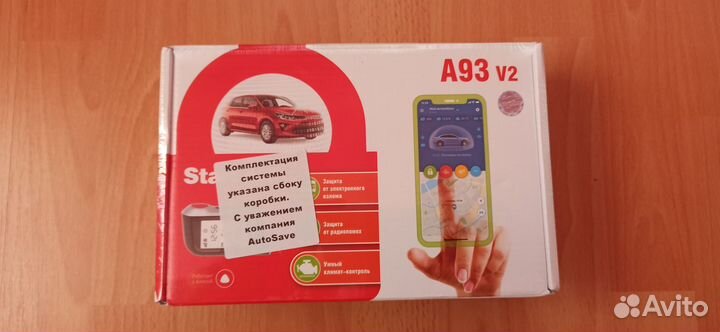 A93 V2
Sta
Комплектация
системы
указана сбоку
коробки.
С уважением
компания
AutoSave
Защита
от электронного
взлома
Защита
от радиопомех
Умный
климат-контроль
Avito